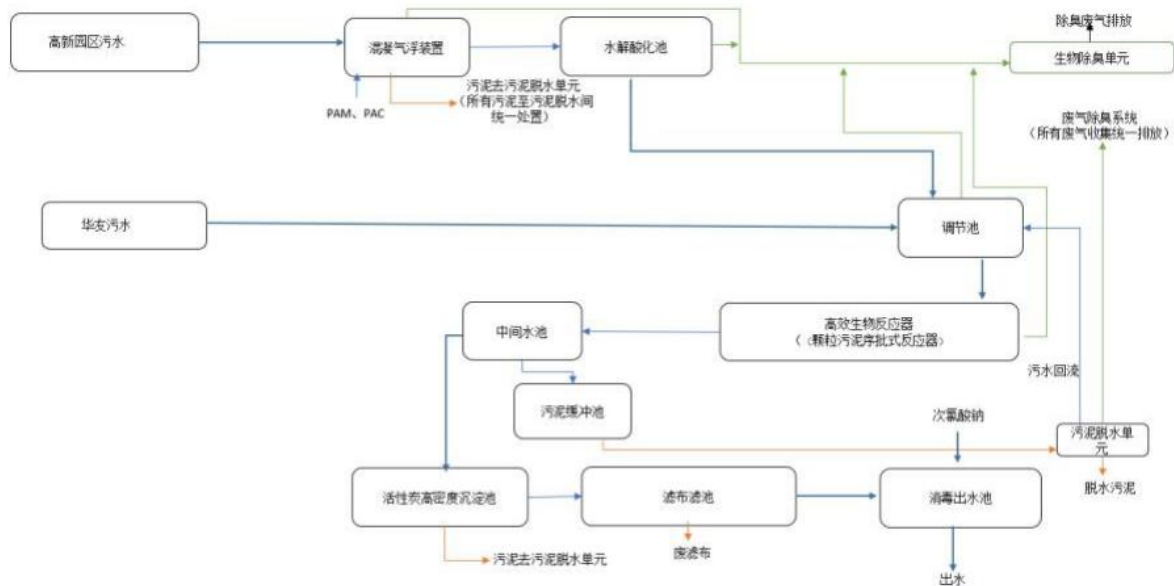 除臭废气排放
高新园区污水
混凝气浮装置
水解酸化池
生物除臭单元
PAM、PAC
污泥去污泥脱水单元
（所有污泥至污泥脱水间
统一处置）
废气除臭系统
（所有废气收集统一排放）
华友污水
调节池
中间水池
高效生物反应器
（（颗粒污泥序批式反应器）
污水回流
污泥缓冲池
次氯酸钠
污泥脱水单
元
脱水污泥
活性炭高密度沉淀池
滤布滤池
消毒出水池
污泥去污泥脱水单元
废滤布
出水